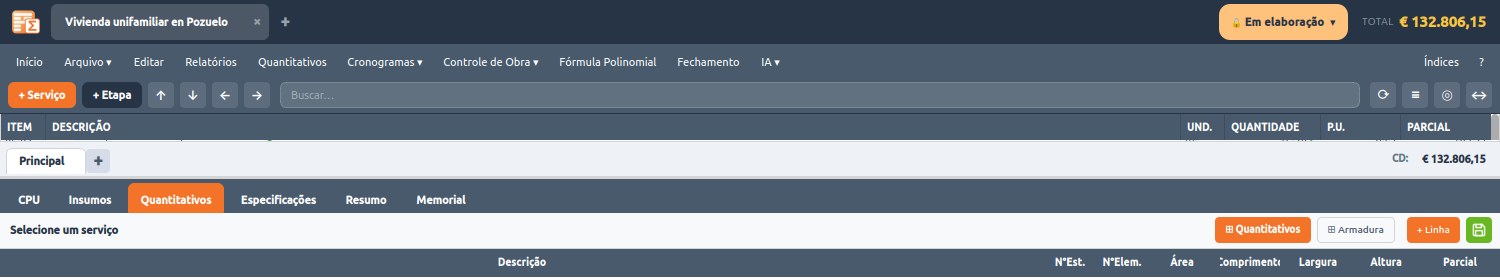 Vivienda unifamiliar en Pozuelo × +
Em elaboração ▾ TOTAL € 132.806,15
Início Arquivo ▾ Editar Relatórios Quantitativos Cronogramas ▾ Controle de Obra ▾ Fórmula Polinomial Fechamento IA ▾ Índices ?
+ Serviço + Etapa ↑ ↓ ← → Buscar... ⟳ ≡ ◎ ↔
ITEM DESCRIÇÃO UND. QUANTIDADE P.U. PARCIAL
Principal + CD: € 132.806,15
CPU Insumos Quantitativos Especificações Resumo Memorial
Selecione um serviço ⊞ Quantitativos ⊞ Armadura + Linha
Descrição N°Est. N°Elem. Área Comprimento Largura Altura Parcial